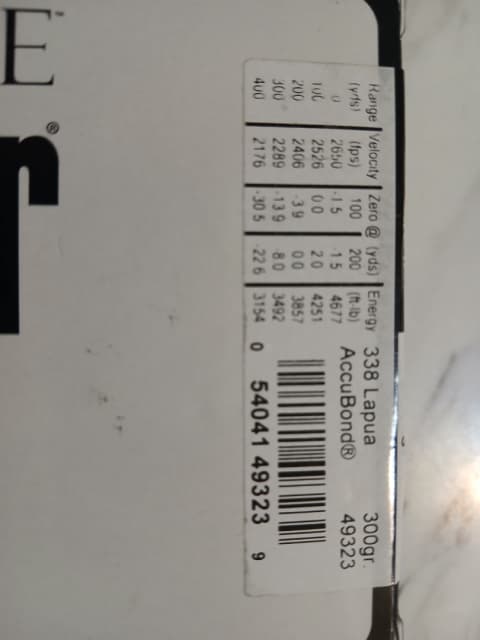 E
r®
Range Velocity Zero @ (yds) Energy
(yds) (fps) 100 200 (ft-lb)
0 2650 -1.5 -1.5 4677
100 2526 0.0 2.0 4251
200 2406 -3.9 0.0 3857
300 2289 -13.9 -8.0 3492
400 2176 -30.5 -22.6 3154
338 Lapua 300gr.
AccuBond® 49323
0 54041 49323 9